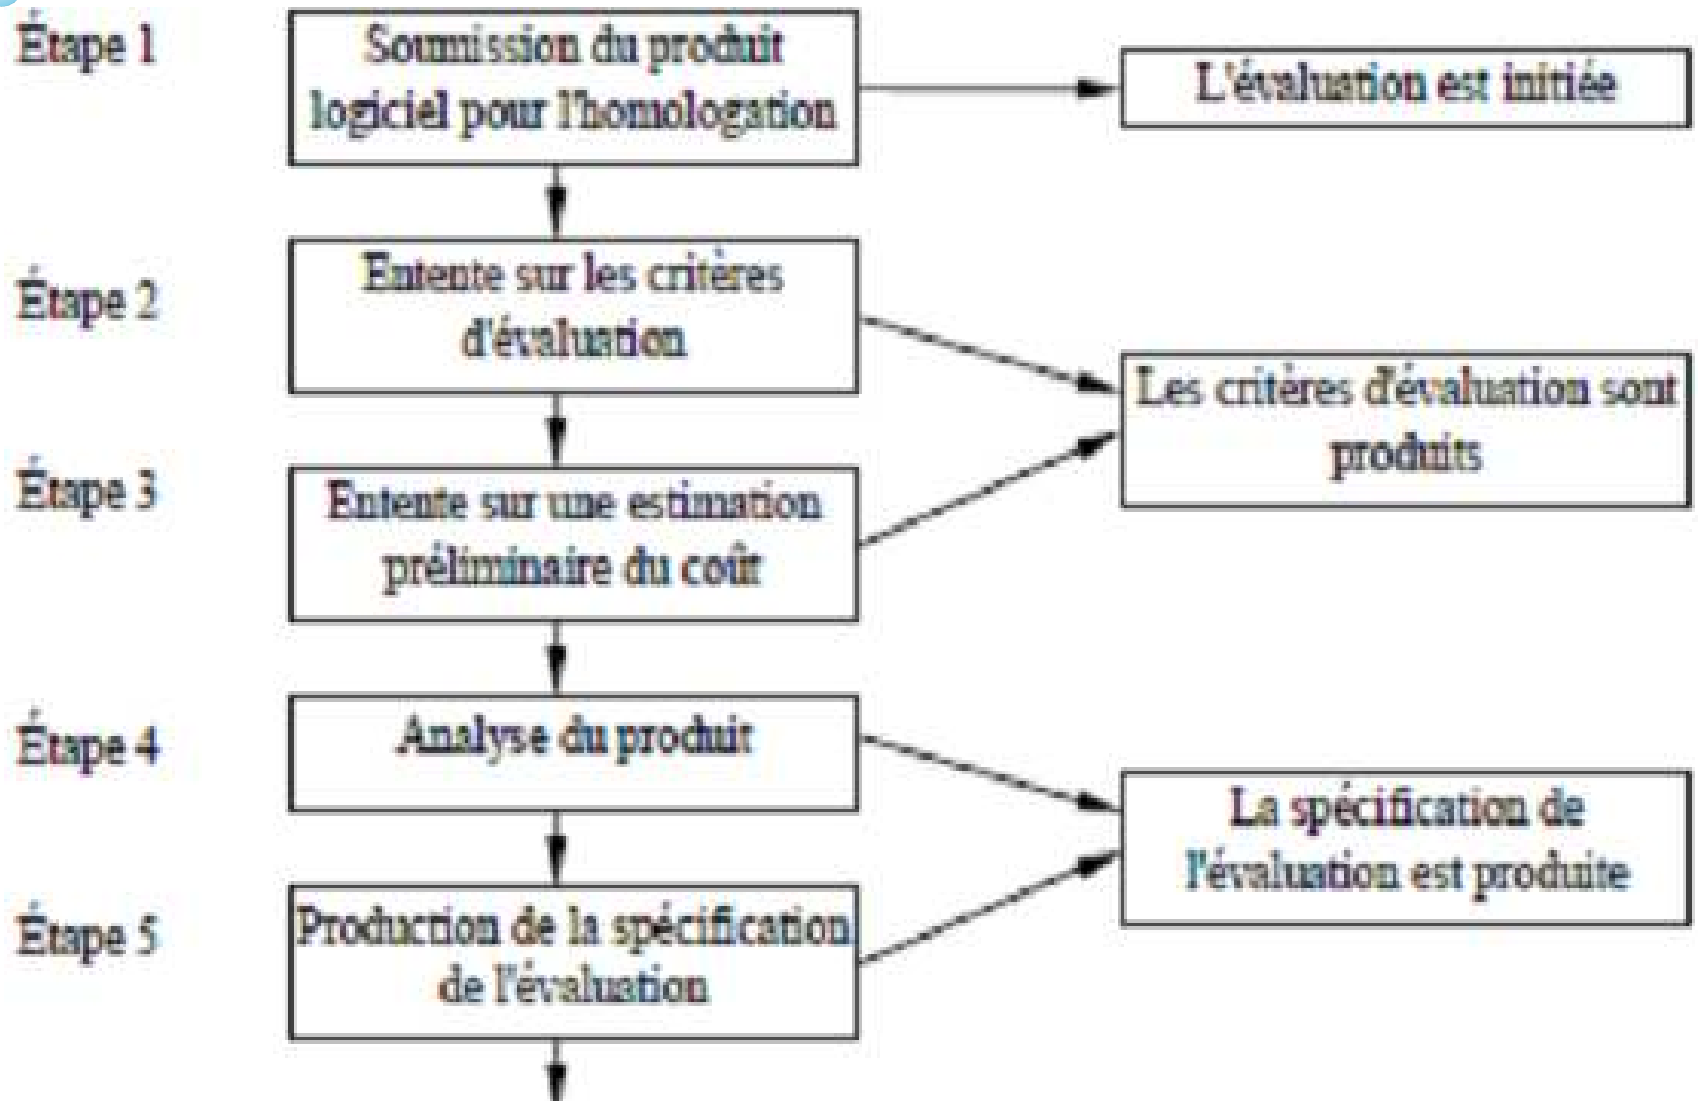 Étape 1
Soumission du produit
logiciel pour l'homologation
L'évaluation est initiée
Étape 2
Entente sur les critères
d'évaluation
Les critères d'évaluation sont
produits
Étape 3
Entente sur une estimation
préliminaire du coût
Étape 4
Analyse du produit
La spécification de
l'évaluation est produite
Étape 5
Production de la spécification
de l'évaluation